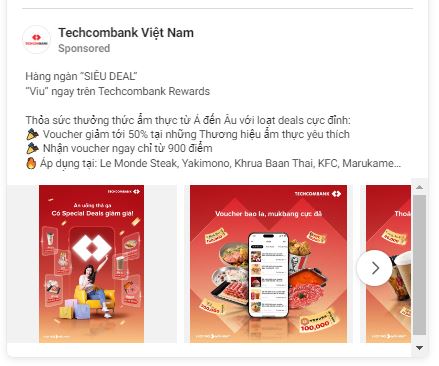 Techcombank Việt Nam
Sponsored
Hàng ngàn “SIÊU DEAL”
“Víu” ngay trên Techcombank Rewards
Thỏa sức thưởng thức ẩm thực từ Á đến Âu với loạt deals cực đỉnh:
Voucher giảm tới 50% tại những Thương hiệu ẩm thực yêu thích
Nhận voucher ngay chỉ từ 900 điểm
Áp dụng tại: Le Monde Steak, Yakimono, Khrua Baan Thai, KFC, Marukame...
TECHCOMBANK
Ăn uống thả ga
Có Special Deals giảm giá!
TECHCOMBANK
Voucher bao la, mukbang cực đã
100,000
Thoả